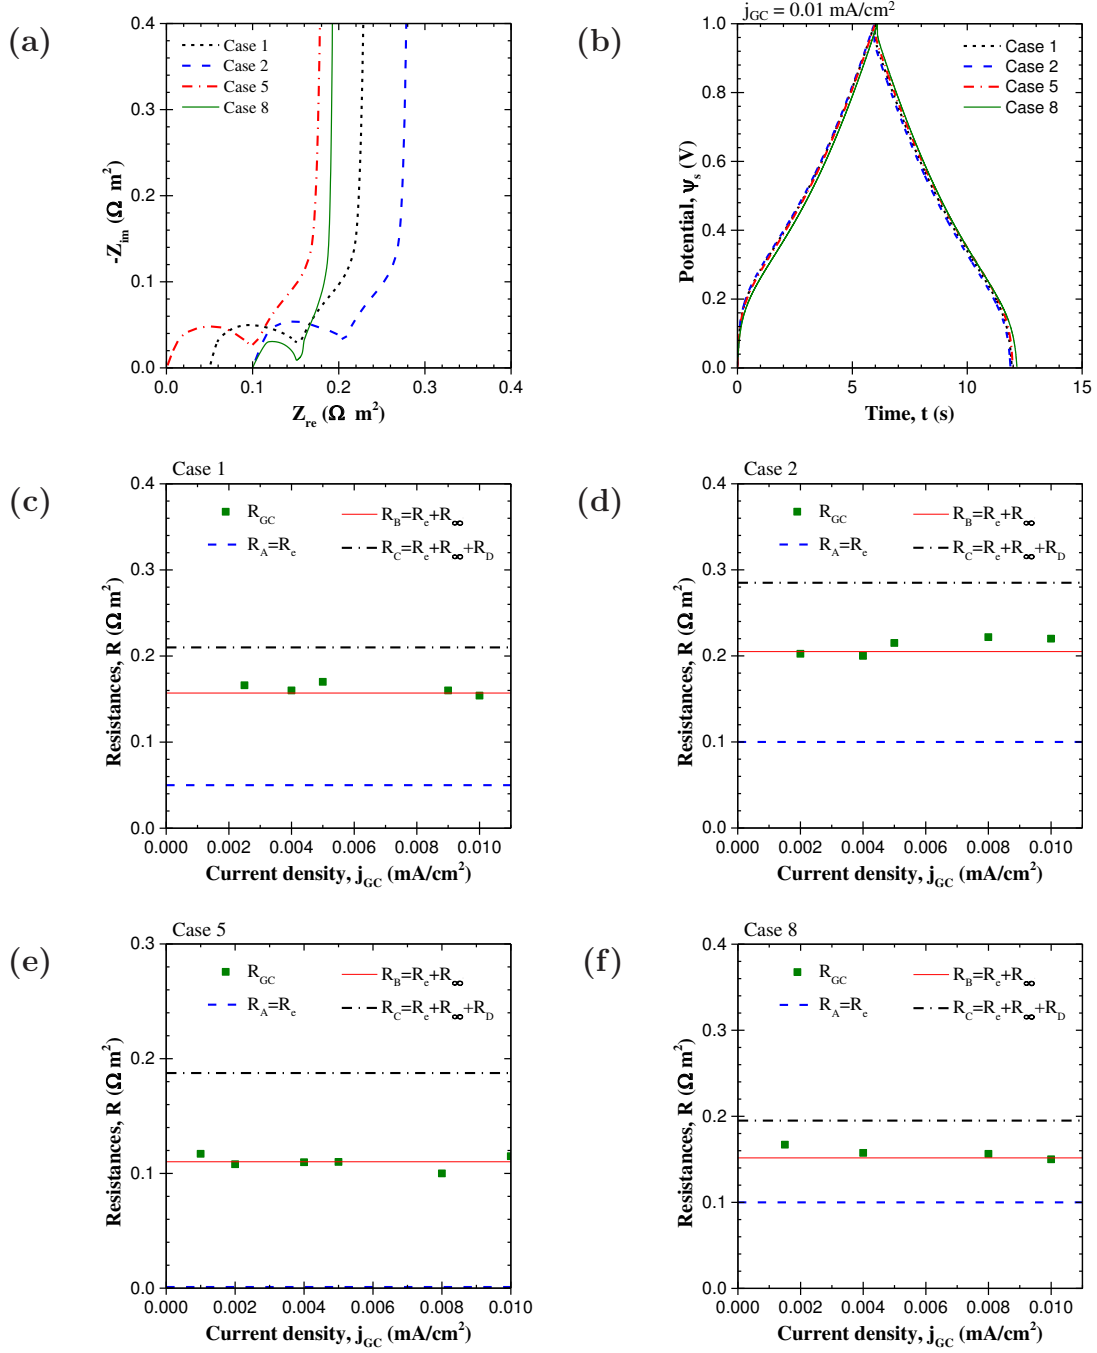 (a)
0.4
0.3
0.2
0.1
0.0
-Z_im (Ω m²)
Case 1
Case 2
Case 5
Case 8
0.0 0.1 0.2 0.3 0.4
Z_re (Ω m²)
(b)
j_GC = 0.01 mA/cm²
1.0
0.8
0.6
0.4
0.2
0.0
Potential, ψ_s (V)
Case 1
Case 2
Case 5
Case 8
0 5 10 15
Time, t (s)
(c)
Case 1
0.4
0.3
0.2
0.1
0.0
Resistances, R (Ω m²)
R_GC R_B=R_e+R_∞
R_A=R_e R_C=R_e+R_∞+R_D
0.000 0.002 0.004 0.006 0.008 0.010
Current density, j_GC (mA/cm²)
(d)
Case 2
0.4
0.3
0.2
0.1
0.0
Resistances, R (Ω m²)
R_GC R_B=R_e+R_∞
R_A=R_e R_C=R_e+R_∞+R_D
0.000 0.002 0.004 0.006 0.008 0.010
Current density, j_GC (mA/cm²)
(e)
Case 5
0.3
0.2
0.1
0.0
Resistances, R (Ω m²)
R_GC R_B=R_e+R_∞
R_A=R_e R_C=R_e+R_∞+R_D
0.000 0.002 0.004 0.006 0.008 0.010
Current density, j_GC (mA/cm²)
(f)
Case 8
0.4
0.3
0.2
0.1
0.0
Resistances, R (Ω m²)
R_GC R_B=R_e+R_∞
R_A=R_e R_C=R_e+R_∞+R_D
0.000 0.002 0.004 0.006 0.008 0.010
Current density, j_GC (mA/cm²)